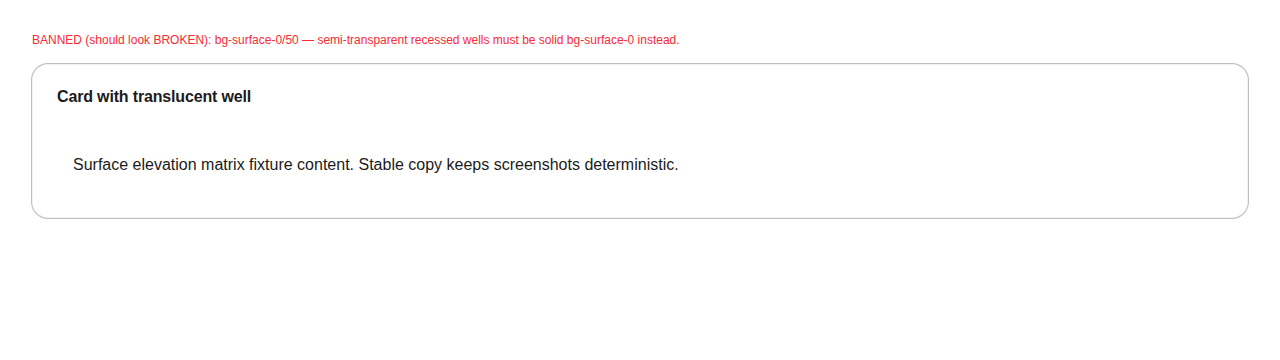 BANNED (should look BROKEN): bg-surface-0/50 — semi-transparent recessed wells must be solid bg-surface-0 instead.
Card with translucent well
Surface elevation matrix fixture content. Stable copy keeps screenshots deterministic.